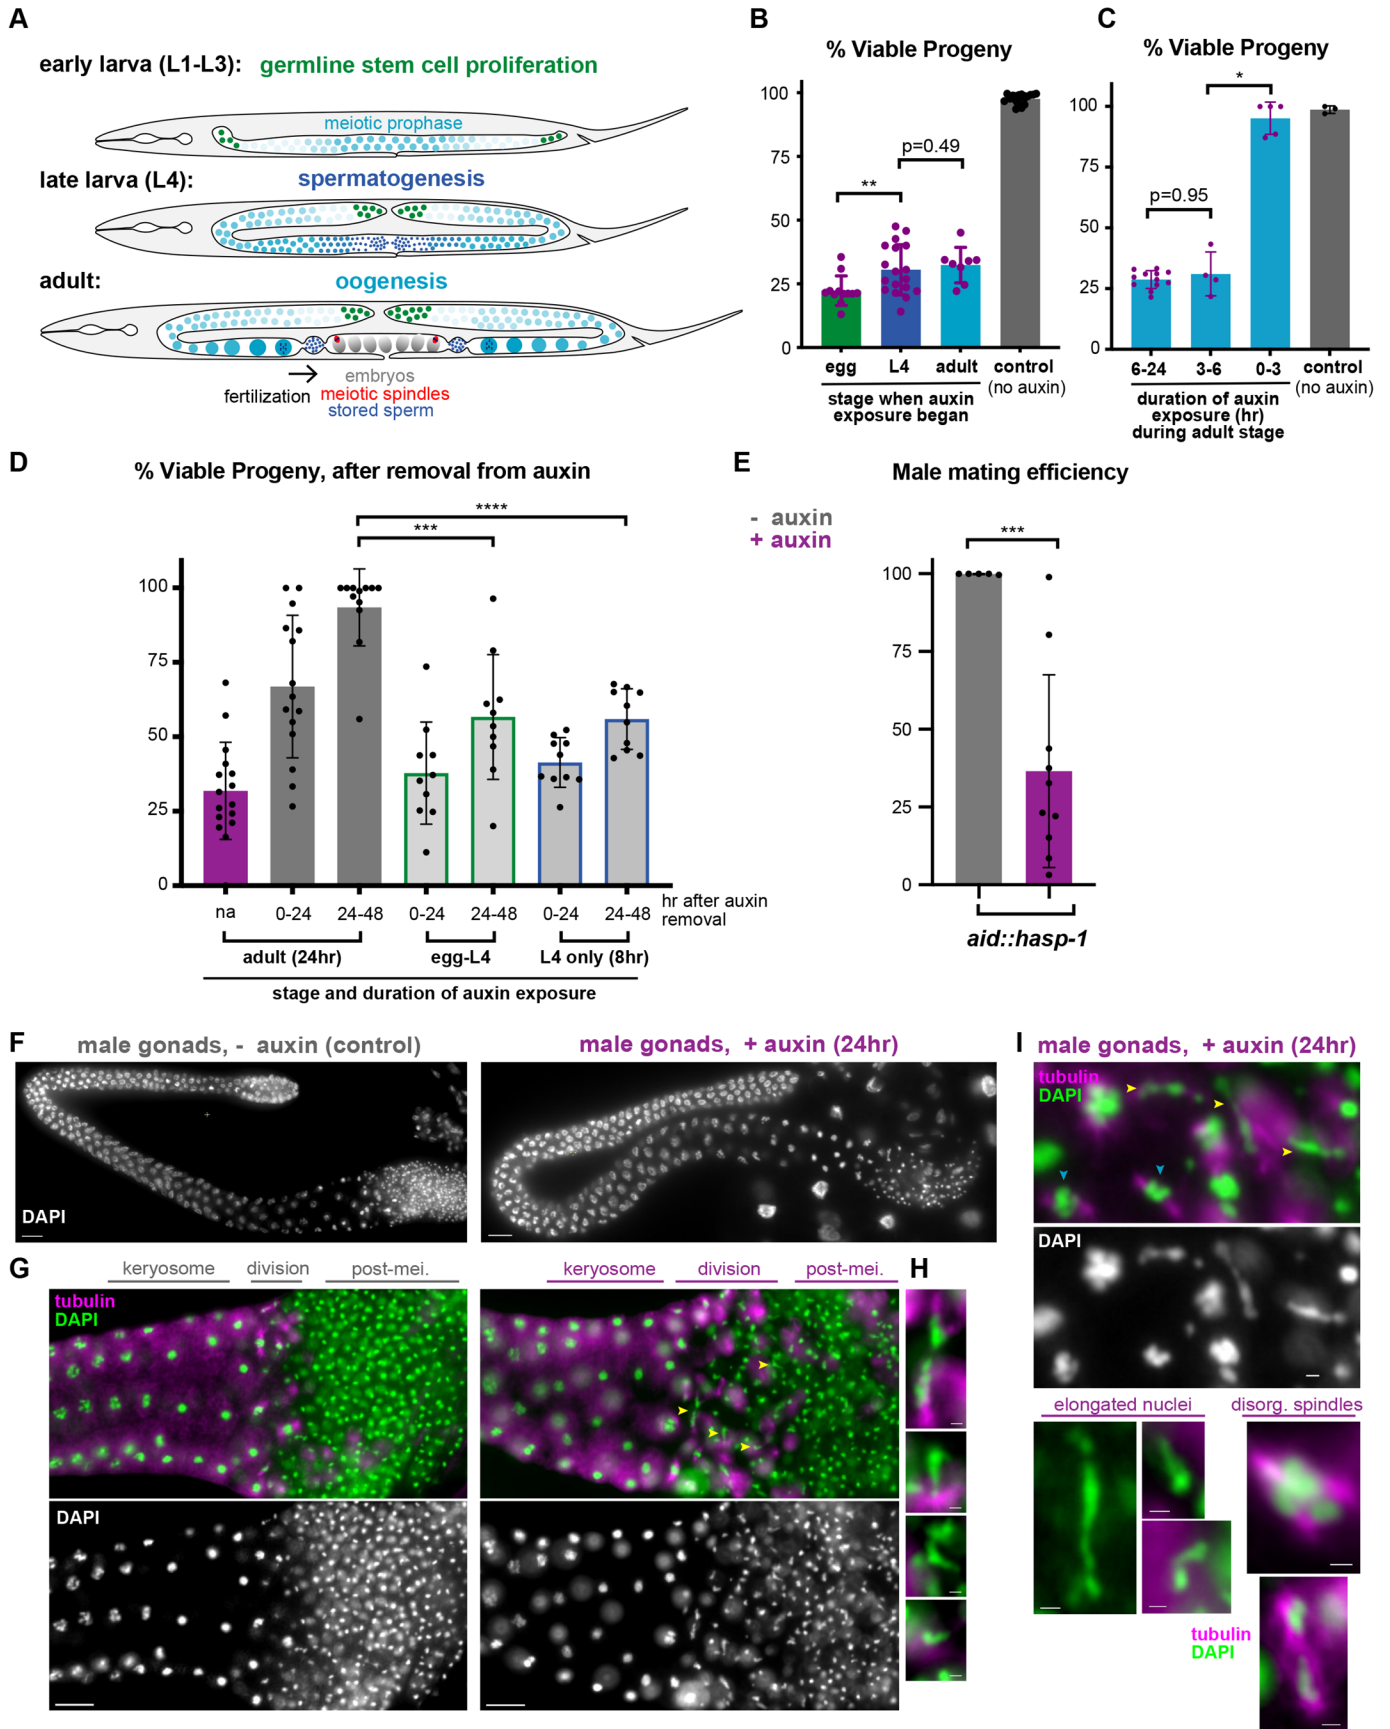 A
early larva (L1-L3): germline stem cell proliferation
meiotic prophase
late larva (L4): spermatogenesis
adult: oogenesis
fertilization
embryos
meiotic spindles
stored sperm
B
% Viable Progeny
100
75
50
25
0
**
p=0.49
egg L4 adult control
(no auxin)
stage when auxin
exposure began
C
% Viable Progeny
100
75
50
25
0
p=0.95
*
6-24 3-6 0-3 control
(no auxin)
duration of auxin
exposure (hr)
during adult stage
D
% Viable Progeny, after removal from auxin
****
***
100
75
50
25
0
na 0-24 24-48 0-24 24-48 0-24 24-48
hr after auxin
removal
adult (24hr) egg-L4 L4 only (8hr)
stage and duration of auxin exposure
E
Male mating efficiency
- auxin
+ auxin
***
100
75
50
25
0
aid::hasp-1
F
male gonads, - auxin (control)
male gonads, + auxin (24hr)
DAPI
G
keryosome division post-mei.
keryosome division post-mei.
tubulin
DAPI
DAPI
H
I
male gonads, + auxin (24hr)
tubulin
DAPI
DAPI
elongated nuclei disorg. spindles
tubulin
DAPI